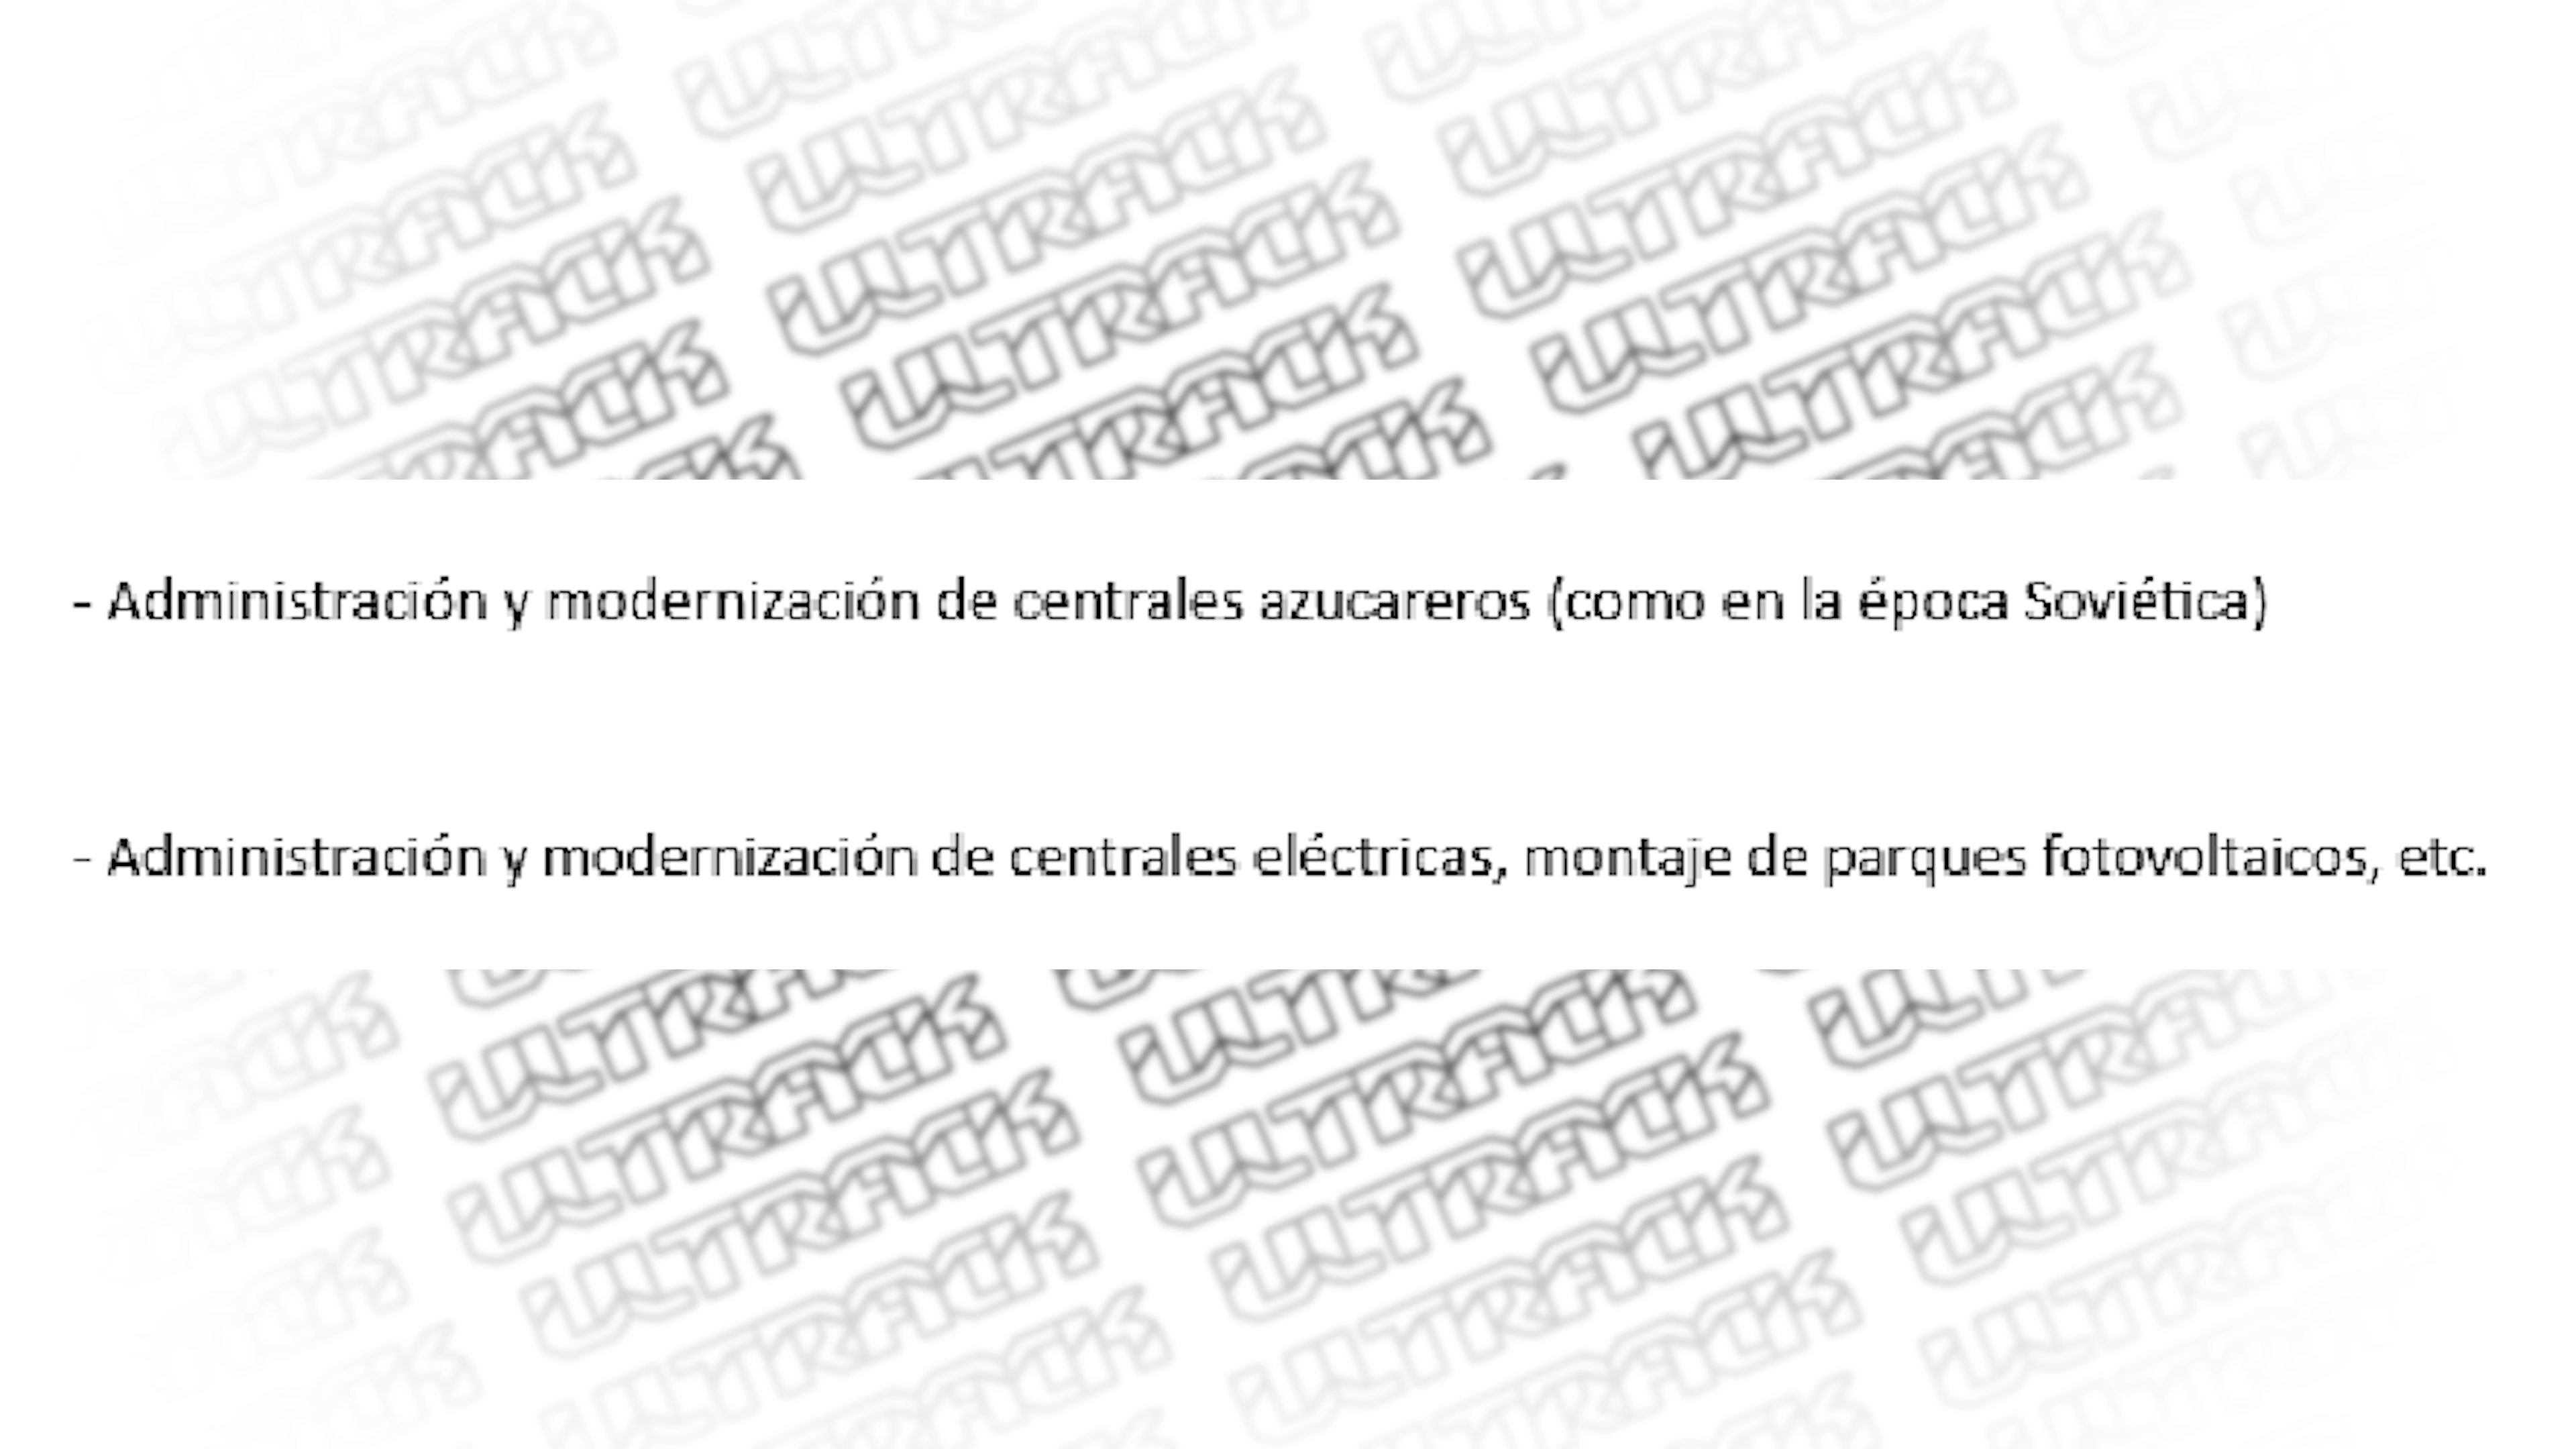 - Administración y modernización de centrales azucareros (como en la época Soviética)
- Administración y modernización de centrales eléctricas, montaje de parques fotovoltaicos, etc.